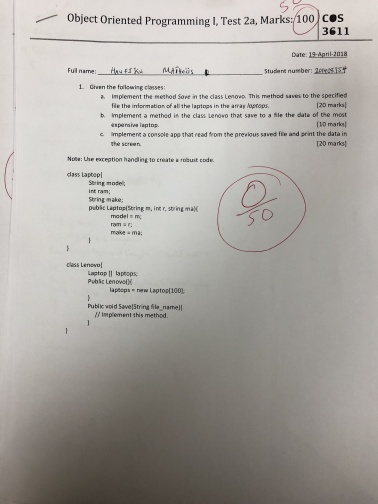 50
Object Oriented Programming I, Test 2a, Marks: 100 COS
3611
Date: 19-April-2018
Full name: Student number:
1. Given the following classes:
a. Implement the method Save in the class Lenovo. This method saves to the specified
file the information of all the laptops in the array laptops. [20 marks]
b. Implement a method in the class Lenovo that save to a file the data of the most
expensive laptop. [10 marks]
c. Implement a console app that read from the previous saved file and print the data in
the screen. [20 marks]
Note: Use exception handling to create a robust code.
class Laptop{
String model;
int ram;
String make;
public Laptop(String m, int r, string ma){
model = m;
ram = r;
make = ma;
}
}
0
50
class Lenovo{
Laptop [] laptops;
Public Lenovo(){
laptops = new Laptop[100];
}
Public void Save(String file_name){
// Implement this method.
}
}